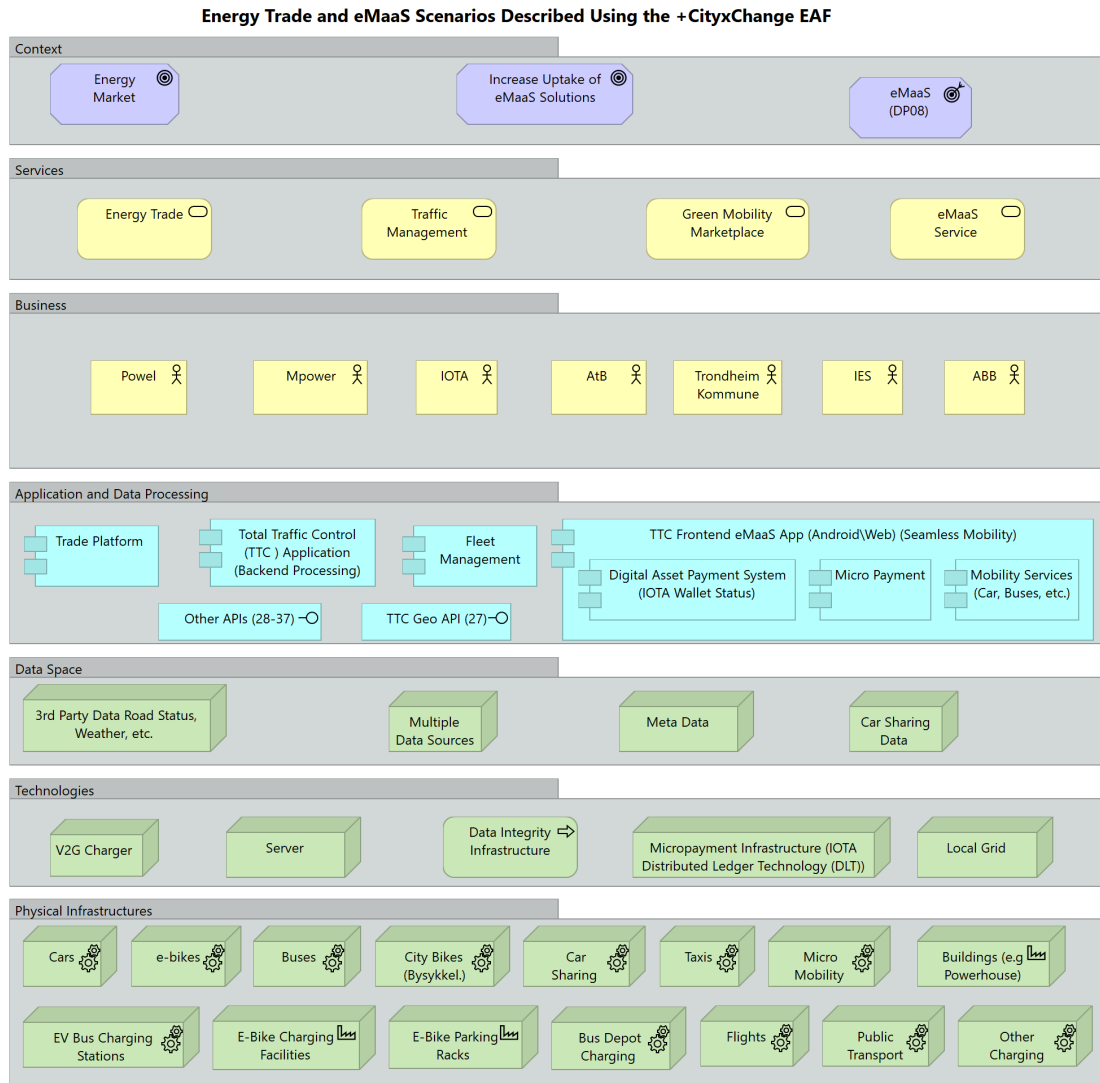 Energy Trade and eMaaS Scenarios Described Using the +CityxChange EAF
Context
Energy
Market
Increase Uptake of
eMaaS Solutions
eMaaS
(DP08)
Services
Energy Trade
Traffic
Management
Green Mobility
Marketplace
eMaaS
Service
Business
Powel
Mpower
IOTA
AtB
Trondheim
Kommune
IES
ABB
Application and Data Processing
Trade Platform
Total Traffic Control
(TTC ) Application
(Backend Processing)
Fleet
Management
TTC Frontend eMaaS App (Android\Web) (Seamless Mobility)
Digital Asset Payment System
(IOTA Wallet Status)
Micro Payment
Mobility Services
(Car, Buses, etc.)
Other APIs (28-37)
TTC Geo API (27)
Data Space
3rd Party Data Road Status,
Weather, etc.
Multiple
Data Sources
Meta Data
Car Sharing
Data
Technologies
V2G Charger
Server
Data Integrity
Infrastructure
Micropayment Infrastructure (IOTA
Distributed Ledger Technology (DLT))
Local Grid
Physical Infrastructures
Cars
e-bikes
Buses
City Bikes
(Bysykkel.)
Car
Sharing
Taxis
Micro
Mobility
Buildings (e.g
Powerhouse)
EV Bus Charging
Stations
E-Bike Charging
Facilities
E-Bike Parking
Racks
Bus Depot
Charging
Flights
Public
Transport
Other
Charging